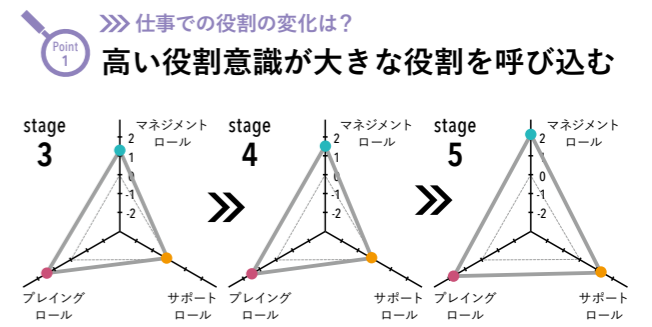 Point
1
仕事での役割の変化は？
高い役割意識が大きな役割を呼び込む
stage
3
マネジメント
ロール
2
1
0
-1
-2
プレイング
ロール
サポート
ロール
stage
4
マネジメント
ロール
2
1
0
-1
-2
プレイング
ロール
サポート
ロール
stage
5
マネジメント
ロール
2
1
0
-1
-2
プレイング
ロール
サポート
ロール